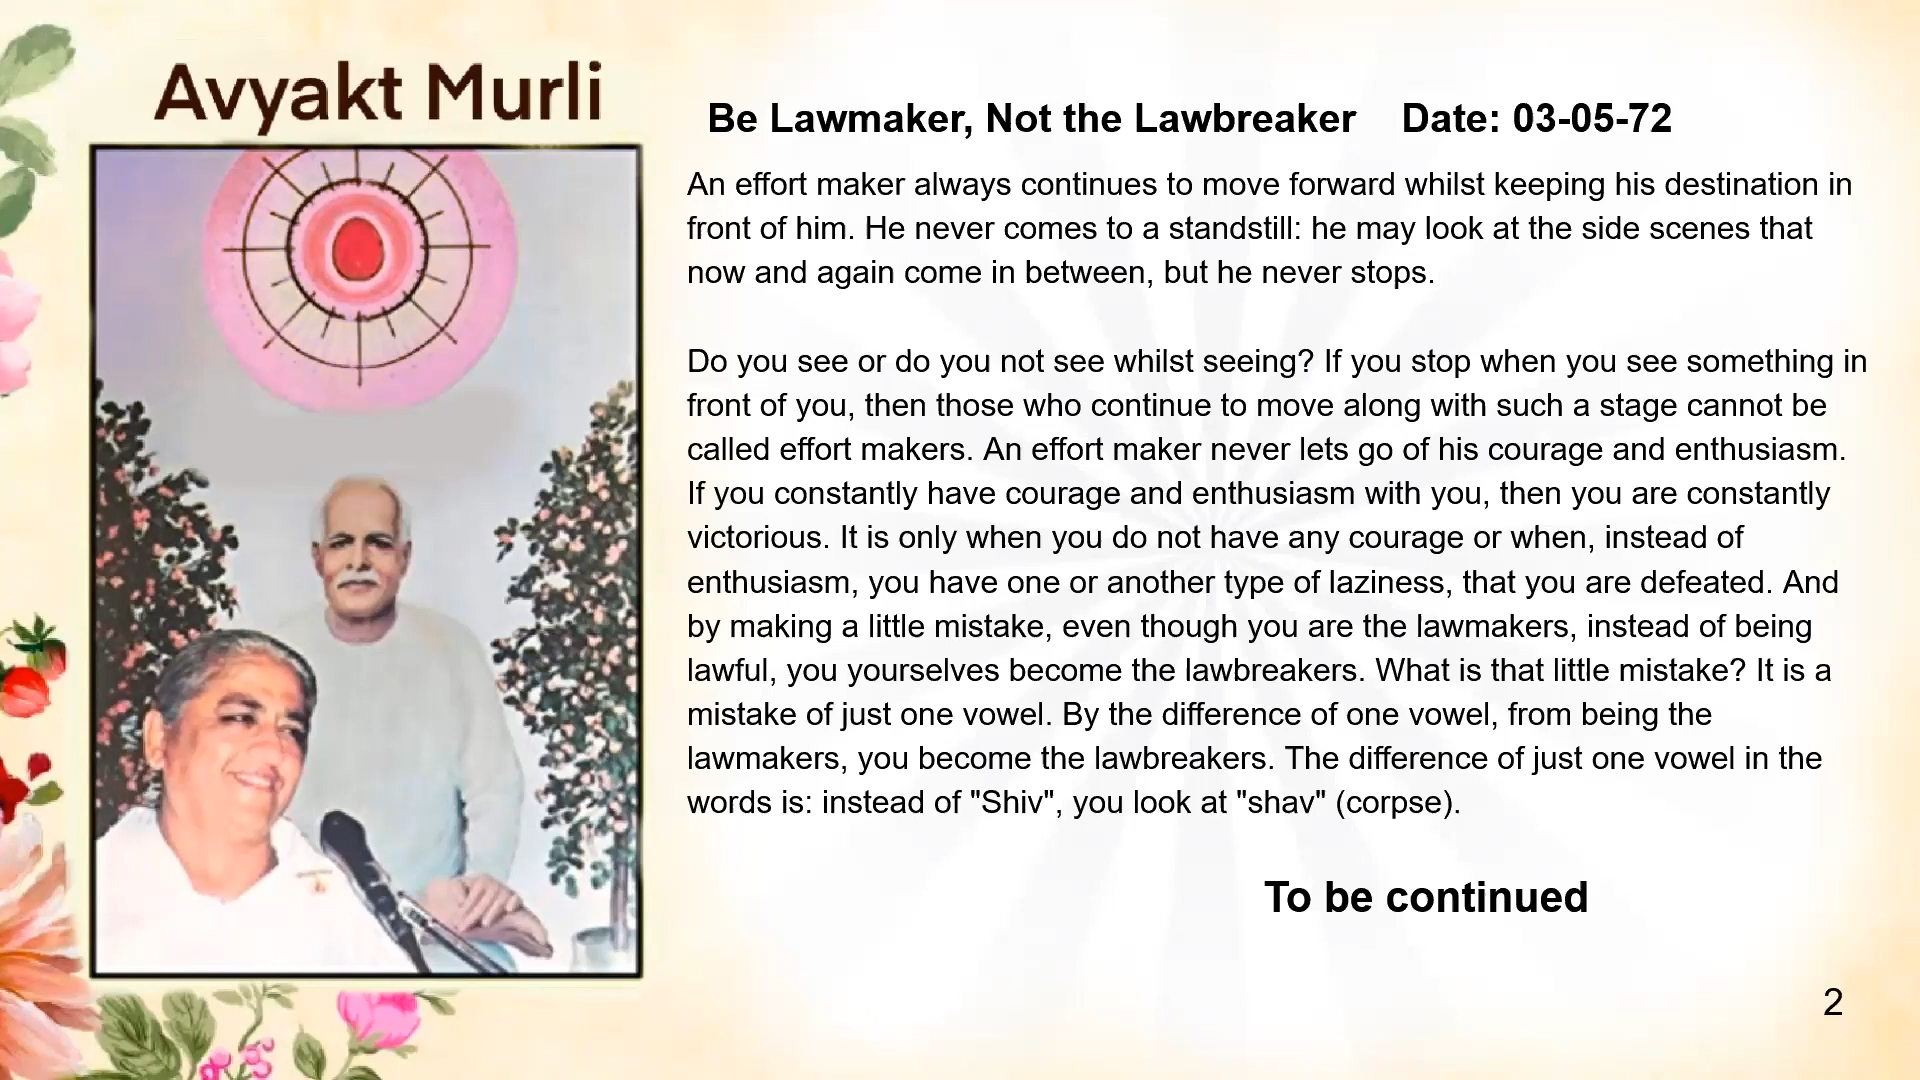 Avyakt Murli
Be Lawmaker, Not the Lawbreaker    Date: 03-05-72
An effort maker always continues to move forward whilst keeping his destination in
front of him. He never comes to a standstill: he may look at the side scenes that
now and again come in between, but he never stops.
Do you see or do you not see whilst seeing? If you stop when you see something in
front of you, then those who continue to move along with such a stage cannot be
called effort makers. An effort maker never lets go of his courage and enthusiasm.
If you constantly have courage and enthusiasm with you, then you are constantly
victorious. It is only when you do not have any courage or when, instead of
enthusiasm, you have one or another type of laziness, that you are defeated. And
by making a little mistake, even though you are the lawmakers, instead of being
lawful, you yourselves become the lawbreakers. What is that little mistake? It is a
mistake of just one vowel. By the difference of one vowel, from being the
lawmakers, you become the lawbreakers. The difference of just one vowel in the
words is: instead of "Shiv", you look at "shav" (corpse).
To be continued
2